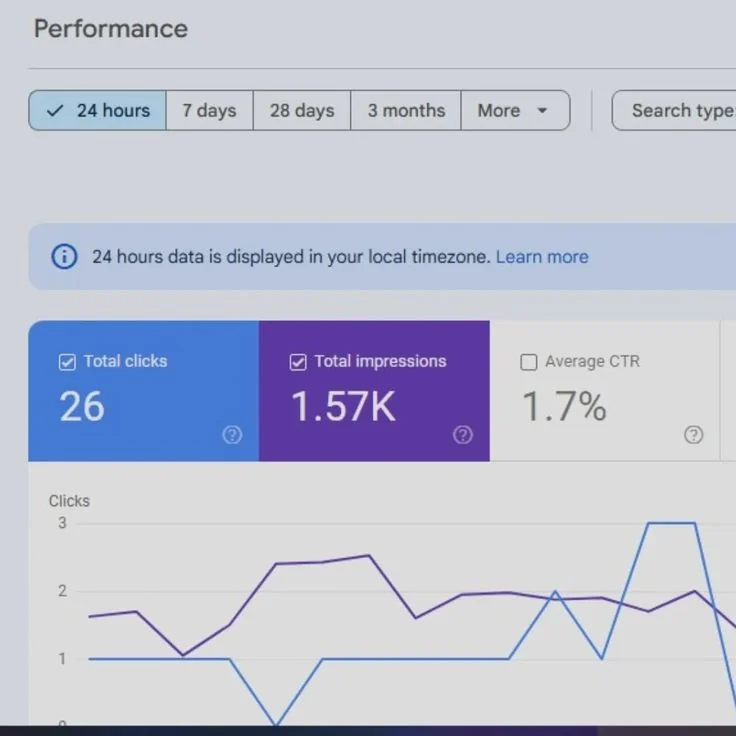 Performance
24 hours 7 days 28 days 3 months More Search type:
24 hours data is displayed in your local timezone. Learn more
Total clicks Total impressions Average CTR
26 1.57K 1.7%
Clicks
3
2
1
0